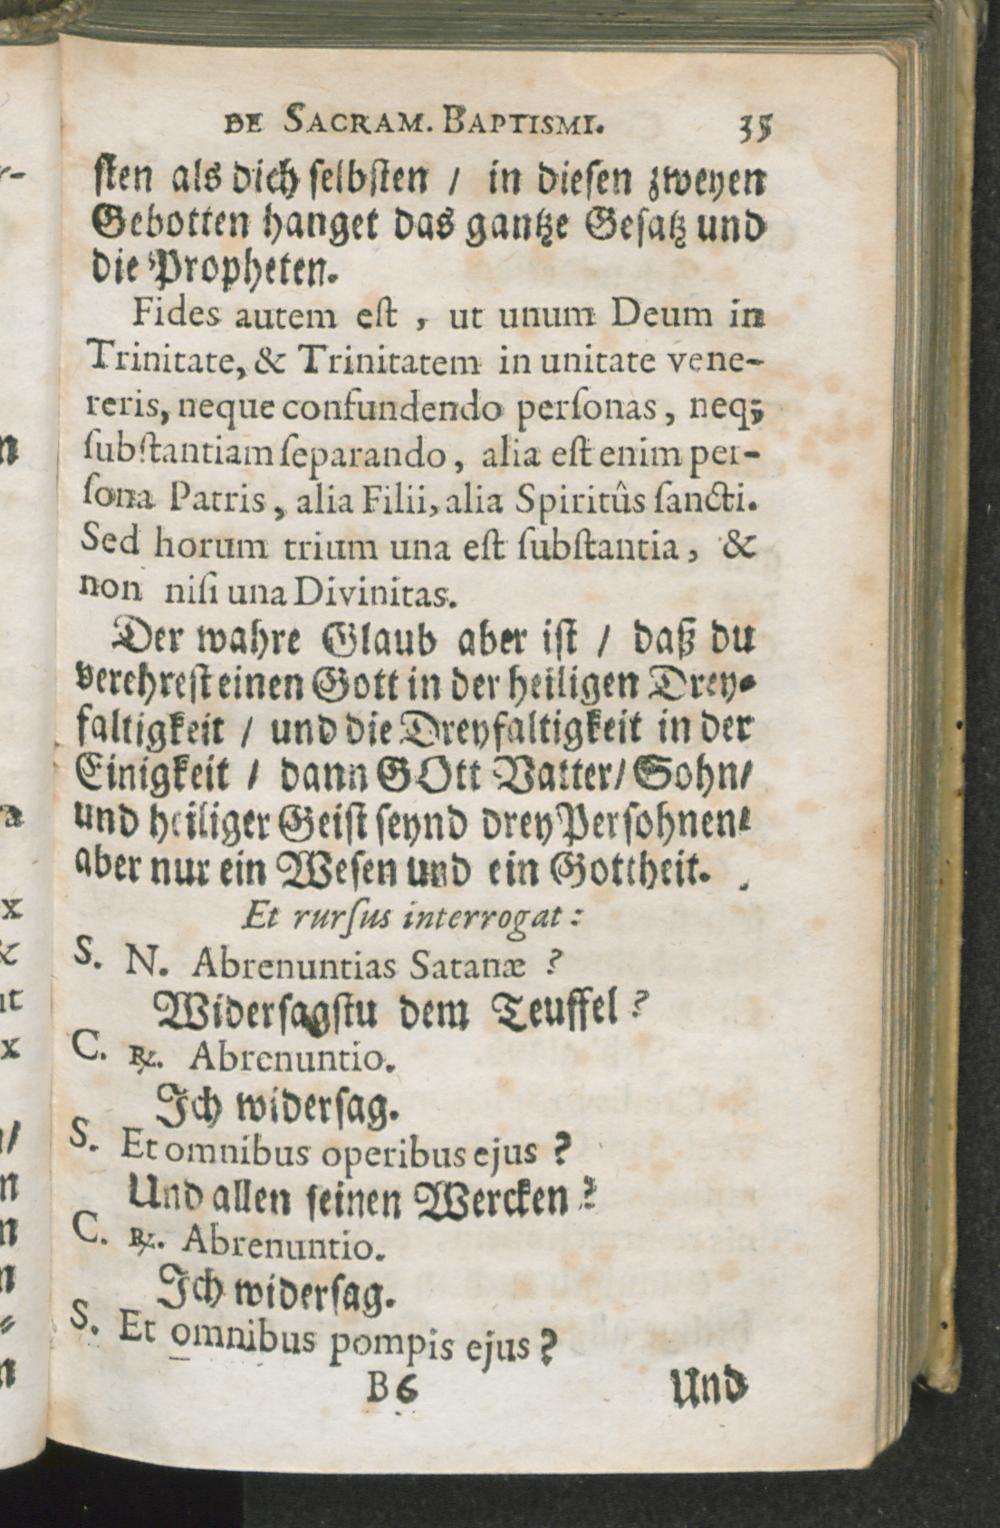 DE SACRAM. BAPTISMI. 35
sten als dich selbsten / in diesen zweyen
Gebotten hanget das gantze Gesatz und
die Propheten.
Fides autem eſt , ut unum Deum in
Trinitate, & Trinitatem in unitate vene-
reris, neque confundendo perſonas, neq;
ſubſtantiam ſeparando, alia eſt enim per-
ſona Patris, alia Filii, alia Spiritûs ſancti.
Sed horum trium una eſt ſubſtantia, &
non niſi una Divinitas.
Der wahre Glaub aber iſt / daß du
verehreſt einen Gott in der heiligen Drey-
faltigkeit / und die Dreyfaltigkeit in der
Einigkeit / dann GOtt Vatter / Sohn /
und heiliger Geiſt ſeynd drey Perſohnen /
aber nur ein Weſen und ein Gottheit.
Et rurſus interrogat :
S. N. Abrenuntias Satanæ ?
Widerſagſtu dem Teuffel ?
C. ℞. Abrenuntio.
Ich widerſag.
S. Et omnibus operibus ejus ?
Und allen ſeinen Wercken ?
C. ℞. Abrenuntio.
Ich widerſag.
S. Et omnibus pompis ejus ?
B 6 Und